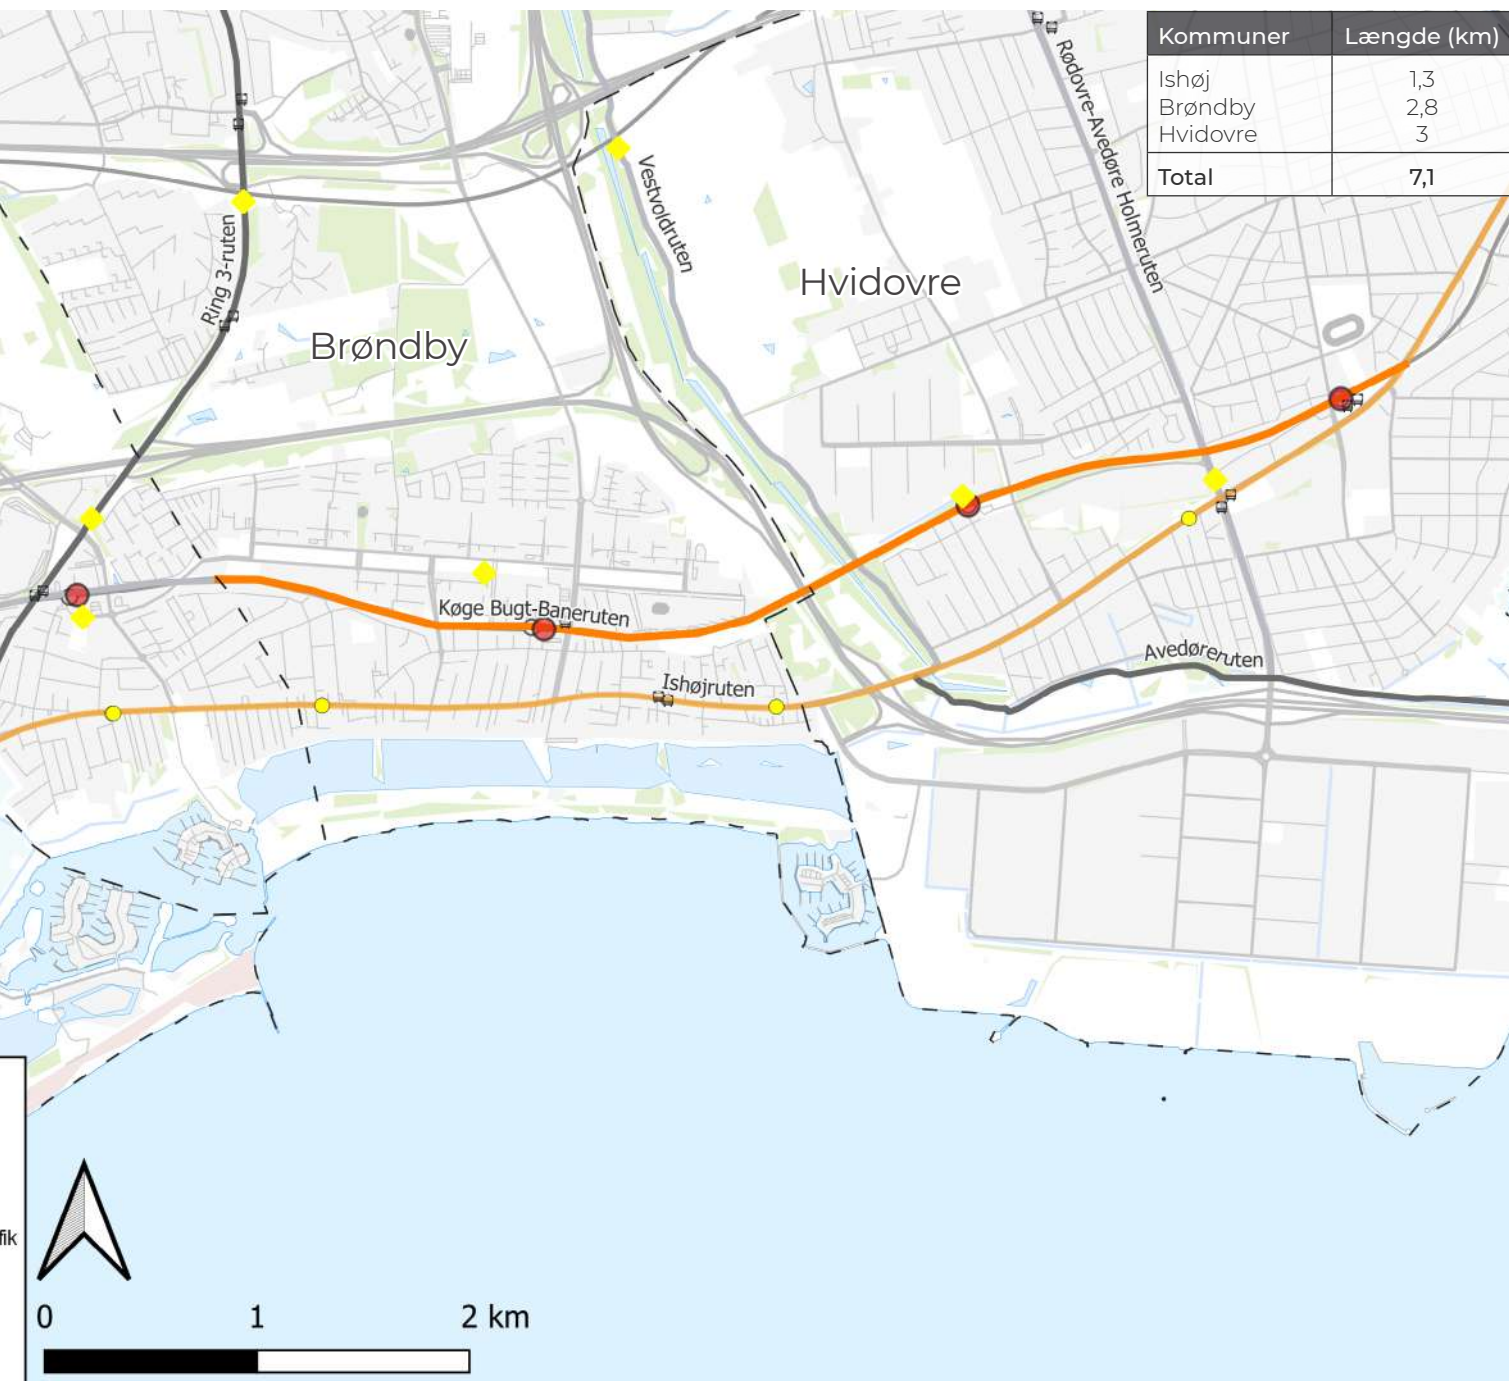 Kommuner Længde (km)
Ishøj 1,3
Brøndby 2,8
Hvidovre 3
Total 7,1
Rødovre-Avedøre Holmeruten
Vestvoldruten
Ring 3-ruten
Hvidovre
Brøndby
Køge Bugt-Baneruten
Avedøreruten
Ishøjruten
fik
0 1 2 km